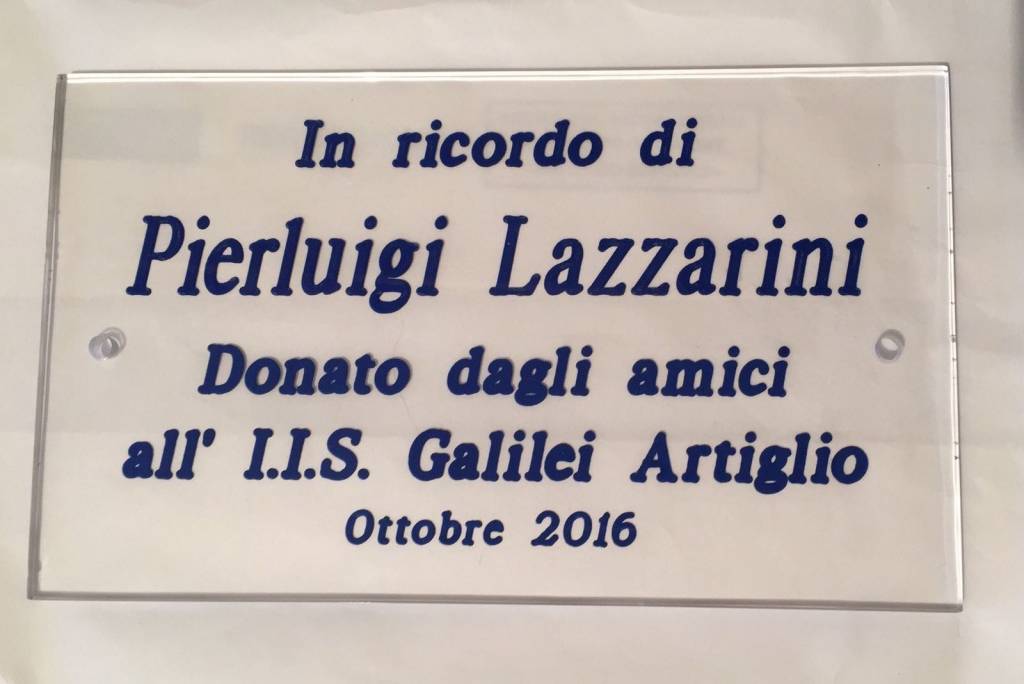 In ricordo di
Pierluigi Lazzarini
Donato dagli amici
all' I.I.S. Galilei Artiglio
Ottobre 2016